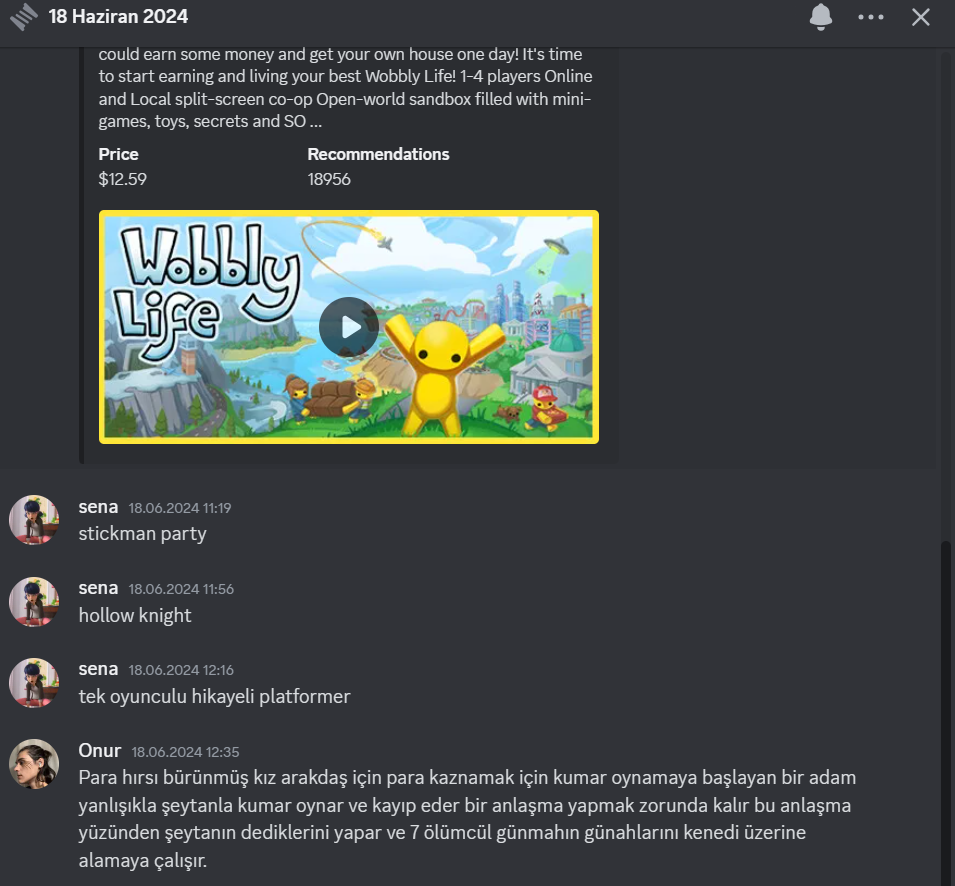 18 Haziran 2024
could earn some money and get your own house one day! It's time
to start earning and living your best Wobbly Life! 1-4 players Online
and Local split-screen co-op Open-world sandbox filled with mini-
games, toys, secrets and SO ...
Price
Recommendations
$12.59
18956
Wobbly
Life
sena 18.06.2024 11:19
stickman party
sena 18.06.2024 11:56
hollow knight
sena 18.06.2024 12:16
tek oyunculu hikayeli platformer
Onur 18.06.2024 12:35
Para hırsı bürünmüş kız arakdaş için para kaznamak için kumar oynamaya başlayan bir adam
yanlışıkla şeytanla kumar oynar ve kayıp eder bir anlaşma yapmak zorunda kalır bu anlaşma
yüzünden şeytanın dediklerini yapar ve 7 ölümcül günmahın günahlarını kenedi üzerine
alamaya çalışır.